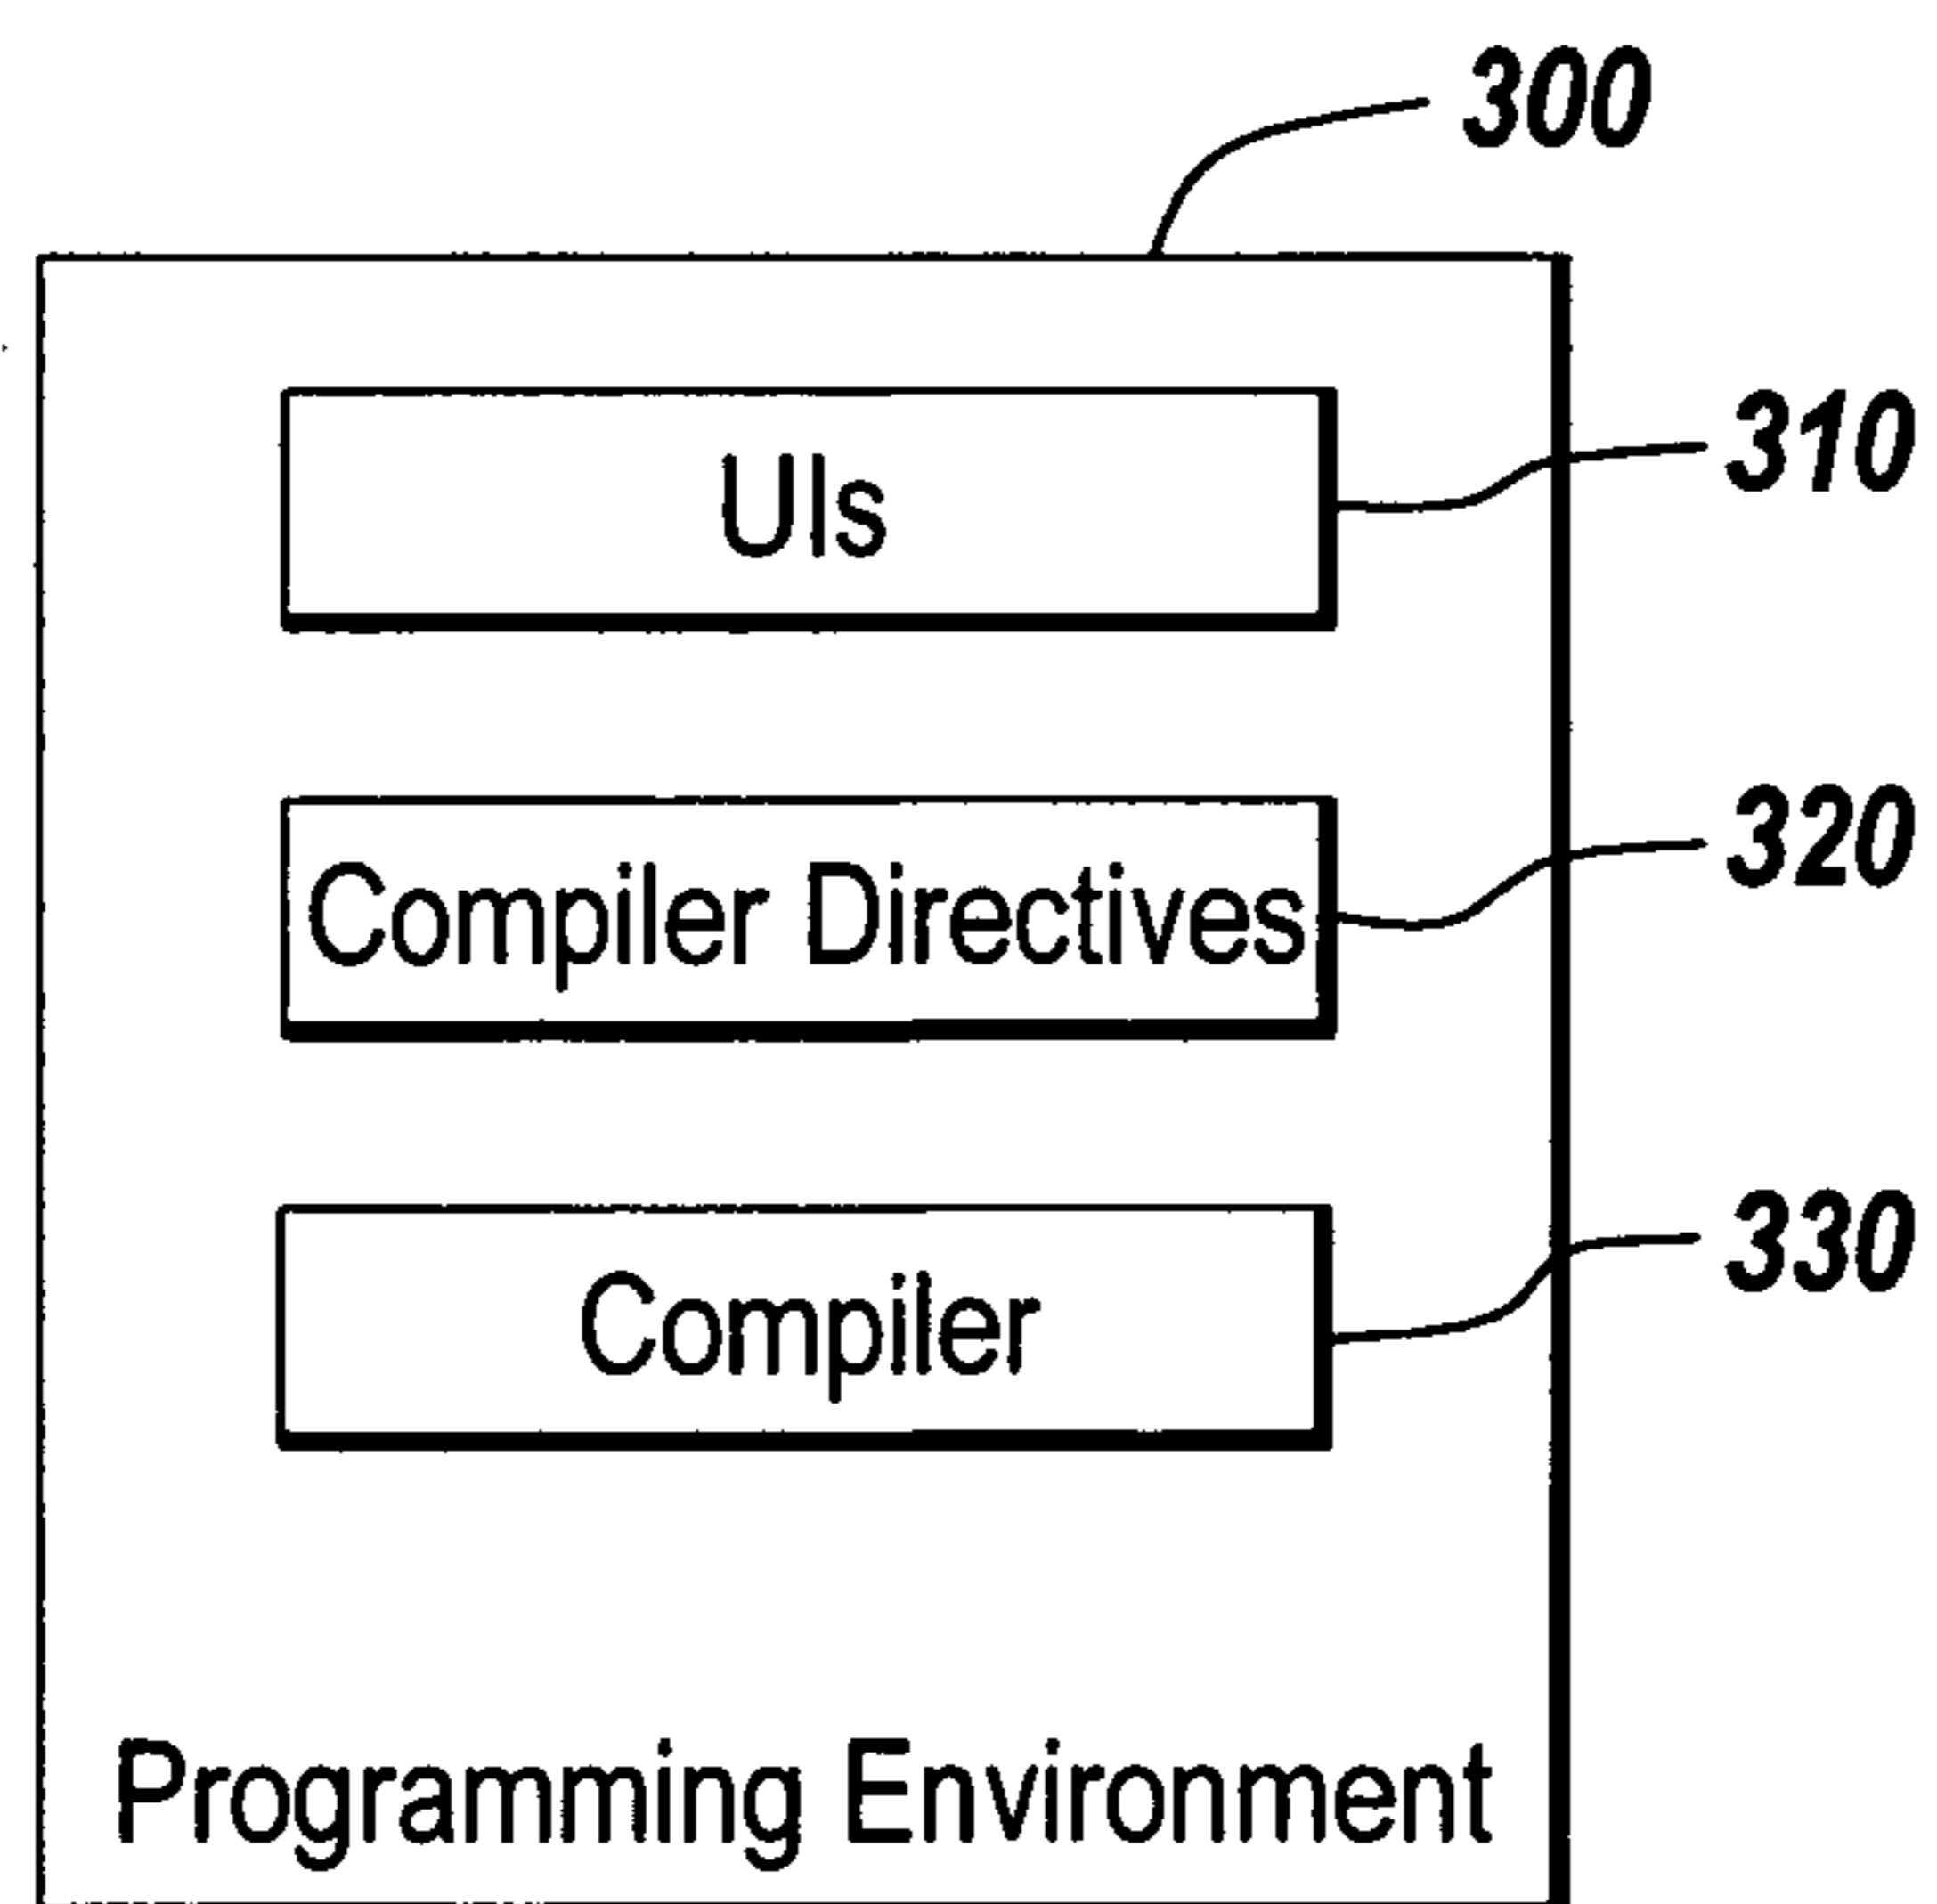 300
UIs
310
Compiler Directives
320
Compiler
330
Programming Environment